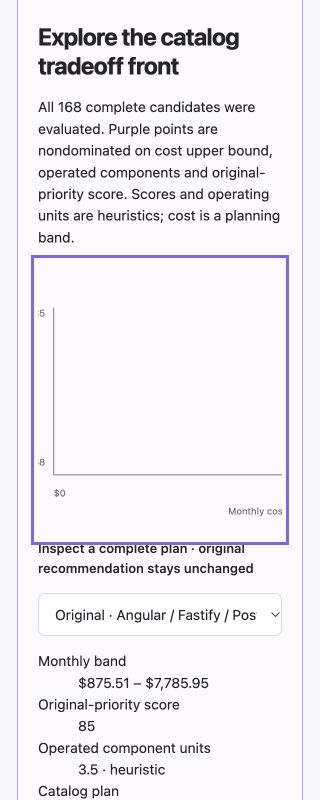 Explore the catalog
tradeoff front
All 168 complete candidates were
evaluated. Purple points are
nondominated on cost upper bound,
operated components and original-
priority score. Scores and operating
units are heuristics; cost is a planning
band.
$0
Monthly cos
Inspect a complete plan · original
recommendation stays unchanged
Original · Angular / Fastify / Pos
Monthly band
$875.51 – $7,785.95
Original-priority score
85
Operated component units
3.5 · heuristic
Catalog plan